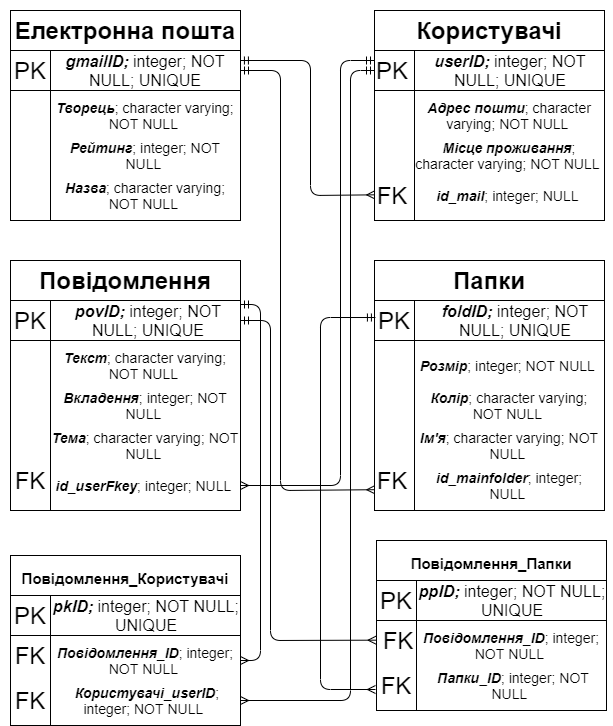 Електронна пошта
PK
gmailID; integer; NOT
NULL; UNIQUE
Творець; character varying;
NOT NULL
Рейтинг; integer; NOT
NULL
Назва; character varying;
NOT NULL
Користувачі
PK
userID; integer; NOT
NULL; UNIQUE
Адрес пошти; character
varying; NOT NULL
Місце проживання;
character varying; NOT NULL
FK
id_mail; integer; NULL
Повідомлення
PK
povID; integer; NOT
NULL; UNIQUE
Текст; character varying;
NOT NULL
Вкладення; integer; NOT
NULL
Тема; character varying; NOT
NULL
FK
id_userFkey; integer; NULL
Папки
PK
foldID; integer; NOT
NULL; UNIQUE
Розмір; integer; NOT NULL
Колір; character varying;
NOT NULL
Ім'я; character varying; NOT
NULL
FK
id_mainfolder; integer;
NULL
Повідомлення_Користувачі
PK
pkID; integer; NOT NULL;
UNIQUE
FK
Повідомлення_ID; integer;
NOT NULL
FK
Користувачі_userID;
integer; NOT NULL
Повідомлення_Папки
PK
ppID; integer; NOT NULL;
UNIQUE
FK
Повідомлення_ID; integer;
NOT NULL
FK
Папки_ID; integer; NOT
NULL